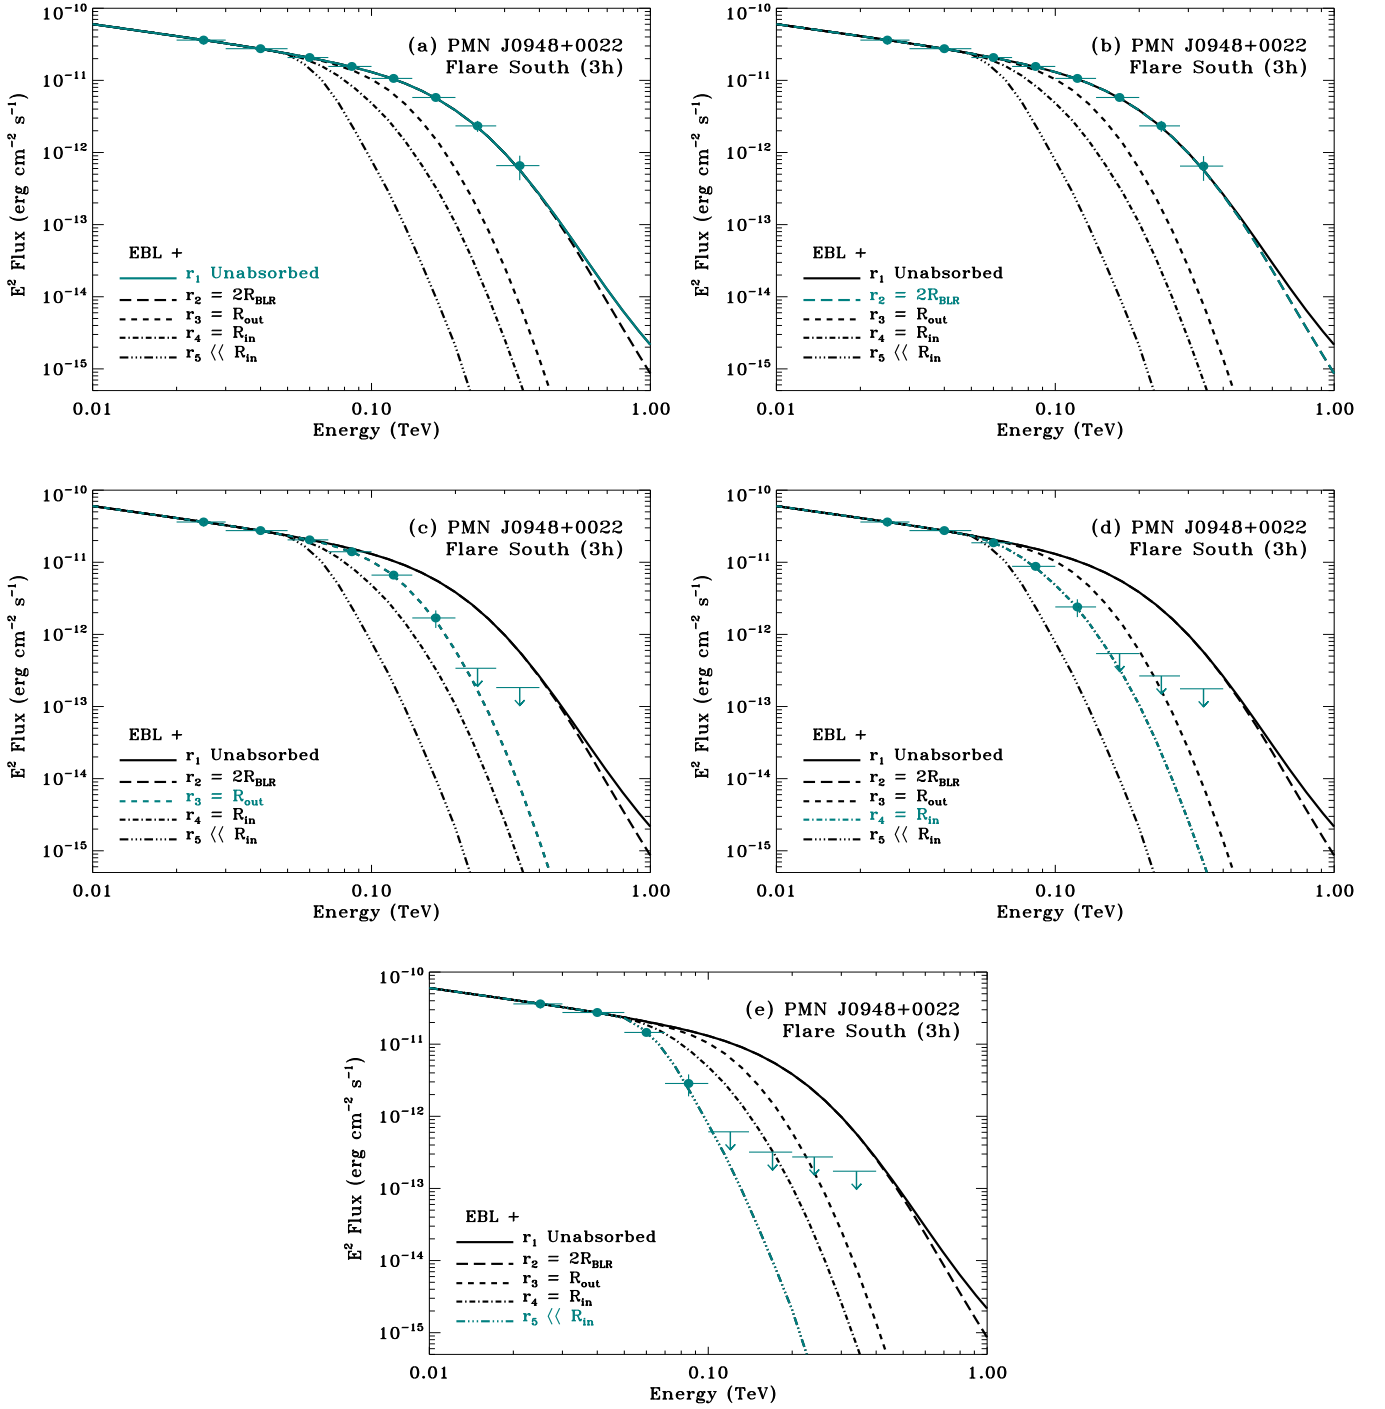 (a) PMN J0948+0022
Flare South (3h)
E² Flux (erg cm⁻² s⁻¹)
10⁻¹⁰
10⁻¹¹
10⁻¹²
10⁻¹³
10⁻¹⁴
10⁻¹⁵
EBL +
r₁ Unabsorbed
r₂ = 2R_BLR
r₃ = R_out
r₄ = R_in
r₅ ⟨⟨ R_in
0.01 0.10 1.00
Energy (TeV)
(b) PMN J0948+0022
Flare South (3h)
E² Flux (erg cm⁻² s⁻¹)
10⁻¹⁰
10⁻¹¹
10⁻¹²
10⁻¹³
10⁻¹⁴
10⁻¹⁵
EBL +
r₁ Unabsorbed
r₂ = 2R_BLR
r₃ = R_out
r₄ = R_in
r₅ ⟨⟨ R_in
0.01 0.10 1.00
Energy (TeV)
(c) PMN J0948+0022
Flare South (3h)
E² Flux (erg cm⁻² s⁻¹)
10⁻¹⁰
10⁻¹¹
10⁻¹²
10⁻¹³
10⁻¹⁴
10⁻¹⁵
EBL +
r₁ Unabsorbed
r₂ = 2R_BLR
r₃ = R_out
r₄ = R_in
r₅ ⟨⟨ R_in
0.01 0.10 1.00
Energy (TeV)
(d) PMN J0948+0022
Flare South (3h)
E² Flux (erg cm⁻² s⁻¹)
10⁻¹⁰
10⁻¹¹
10⁻¹²
10⁻¹³
10⁻¹⁴
10⁻¹⁵
EBL +
r₁ Unabsorbed
r₂ = 2R_BLR
r₃ = R_out
r₄ = R_in
r₅ ⟨⟨ R_in
0.01 0.10 1.00
Energy (TeV)
(e) PMN J0948+0022
Flare South (3h)
E² Flux (erg cm⁻² s⁻¹)
10⁻¹⁰
10⁻¹¹
10⁻¹²
10⁻¹³
10⁻¹⁴
10⁻¹⁵
EBL +
r₁ Unabsorbed
r₂ = 2R_BLR
r₃ = R_out
r₄ = R_in
r₅ ⟨⟨ R_in
0.01 0.10 1.00
Energy (TeV)